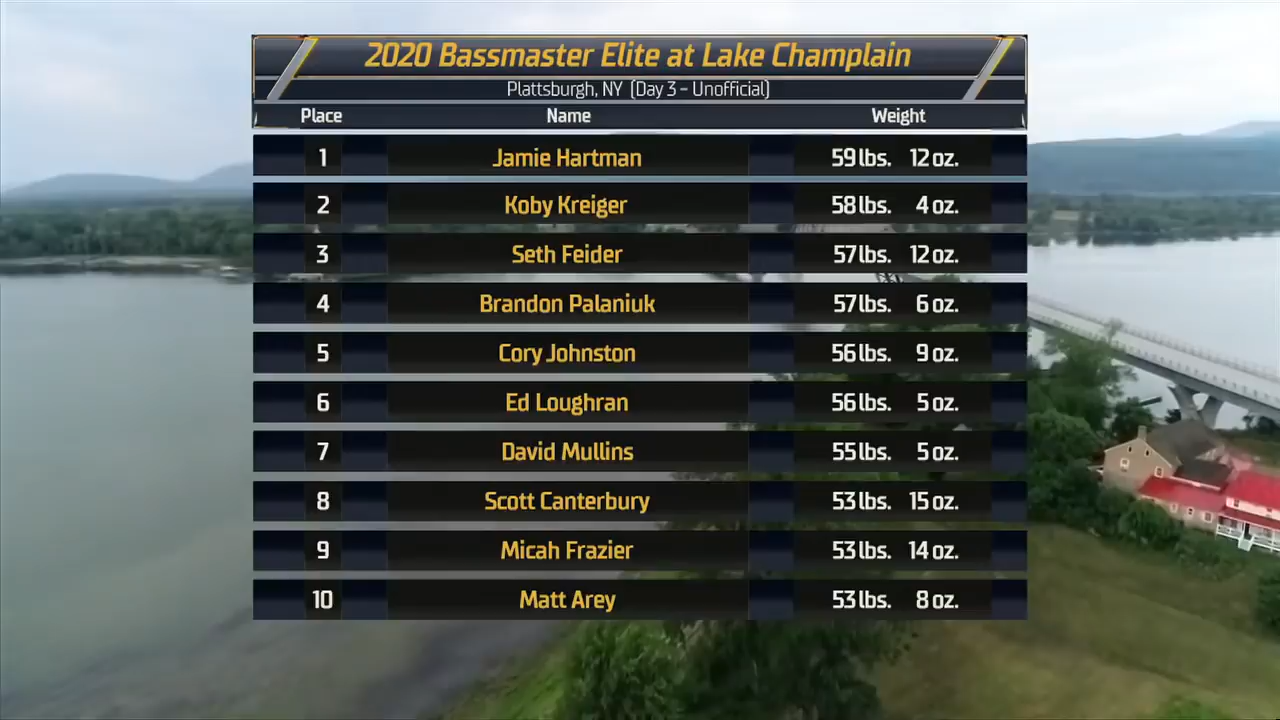 2020 Bassmaster Elite at Lake Champlain
Plattsburgh, NY (Day 3 - Unofficial)
Place Name Weight
1 Jamie Hartman 59 lbs. 12 oz.
2 Koby Kreiger 58 lbs. 4 oz.
3 Seth Feider 57 lbs. 12 oz.
4 Brandon Palaniuk 57 lbs. 6 oz.
5 Cory Johnston 56 lbs. 9 oz.
6 Ed Loughran 56 lbs. 5 oz.
7 David Mullins 55 lbs. 5 oz.
8 Scott Canterbury 53 lbs. 15 oz.
9 Micah Frazier 53 lbs. 14 oz.
10 Matt Arey 53 lbs. 8 oz.